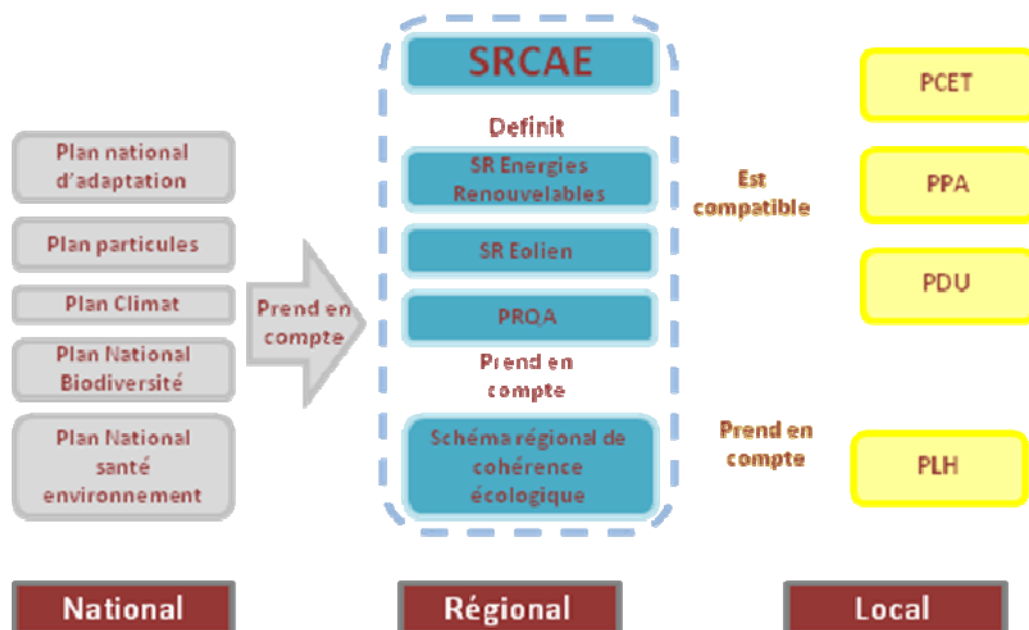 Plan national
d'adaptation
Plan particules
Plan Climat
Plan National
Biodiversité
Plan National
santé
environnement
Prend en
compte
SRCAE
Definit
SR Energies
Renouvelables
SR Eolien
PRQA
Prend en
compte
Schéma régional de
cohérence
écologique
Est
compatible
Prend en
compte
PCET
PPA
PDU
PLH
National
Régional
Local